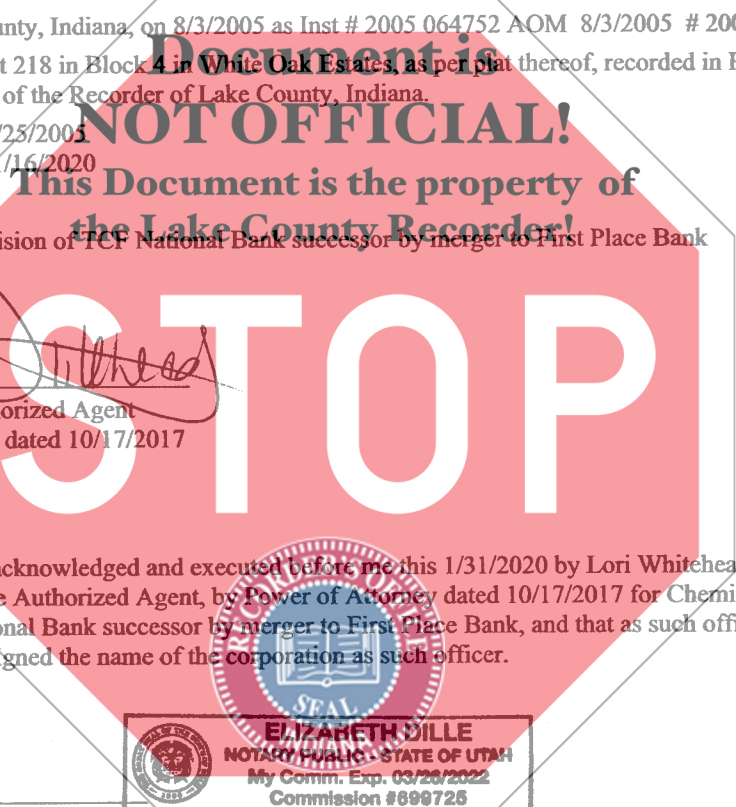 unty, Indiana, on 8/3/2005 as Inst # 2005 064752 AOM 8/3/2005 # 200
Document is
t 218 in Block 4 in White Oak Estates, as per plat thereof, recorded in P
of the Recorder of Lake County, Indiana.
NOT OFFICIAL!
/25/2005
/16/2020
This Document is the property of
the Lake County Recorder!
ision of TCF National Bank successor by merger to First Place Bank
STOP
Whitehead
orized Agent
dated 10/17/2017
acknowledged and executed before me this 1/31/2020 by Lori Whitehea
e Authorized Agent, by Power of Attorney dated 10/17/2017 for Chemi
onal Bank successor by merger to First Place Bank, and that as such offi
gned the name of the corporation as such officer.
RECORDER'S OFFICE
SEAL
INDIANA
ELIZABETH DILLE
NOTARY PUBLIC - STATE OF UTAH
My Comm. Exp. 03/26/2022
Commission #699725